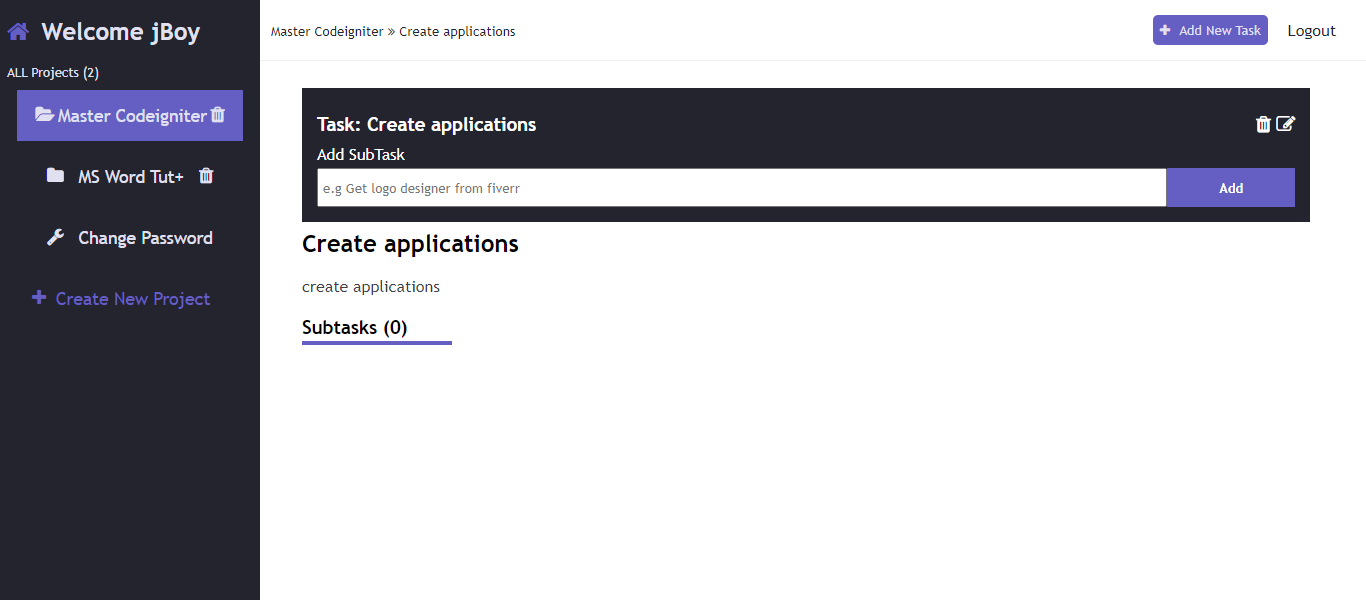 Welcome jBoy
ALL Projects (2)
Master Codeigniter
MS Word Tut+
Change Password
Create New Project
Master Codeigniter » Create applications
Add New Task
Logout
Task: Create applications
Add SubTask
e.g Get logo designer from fiverr
Add
Create applications
create applications
Subtasks (0)